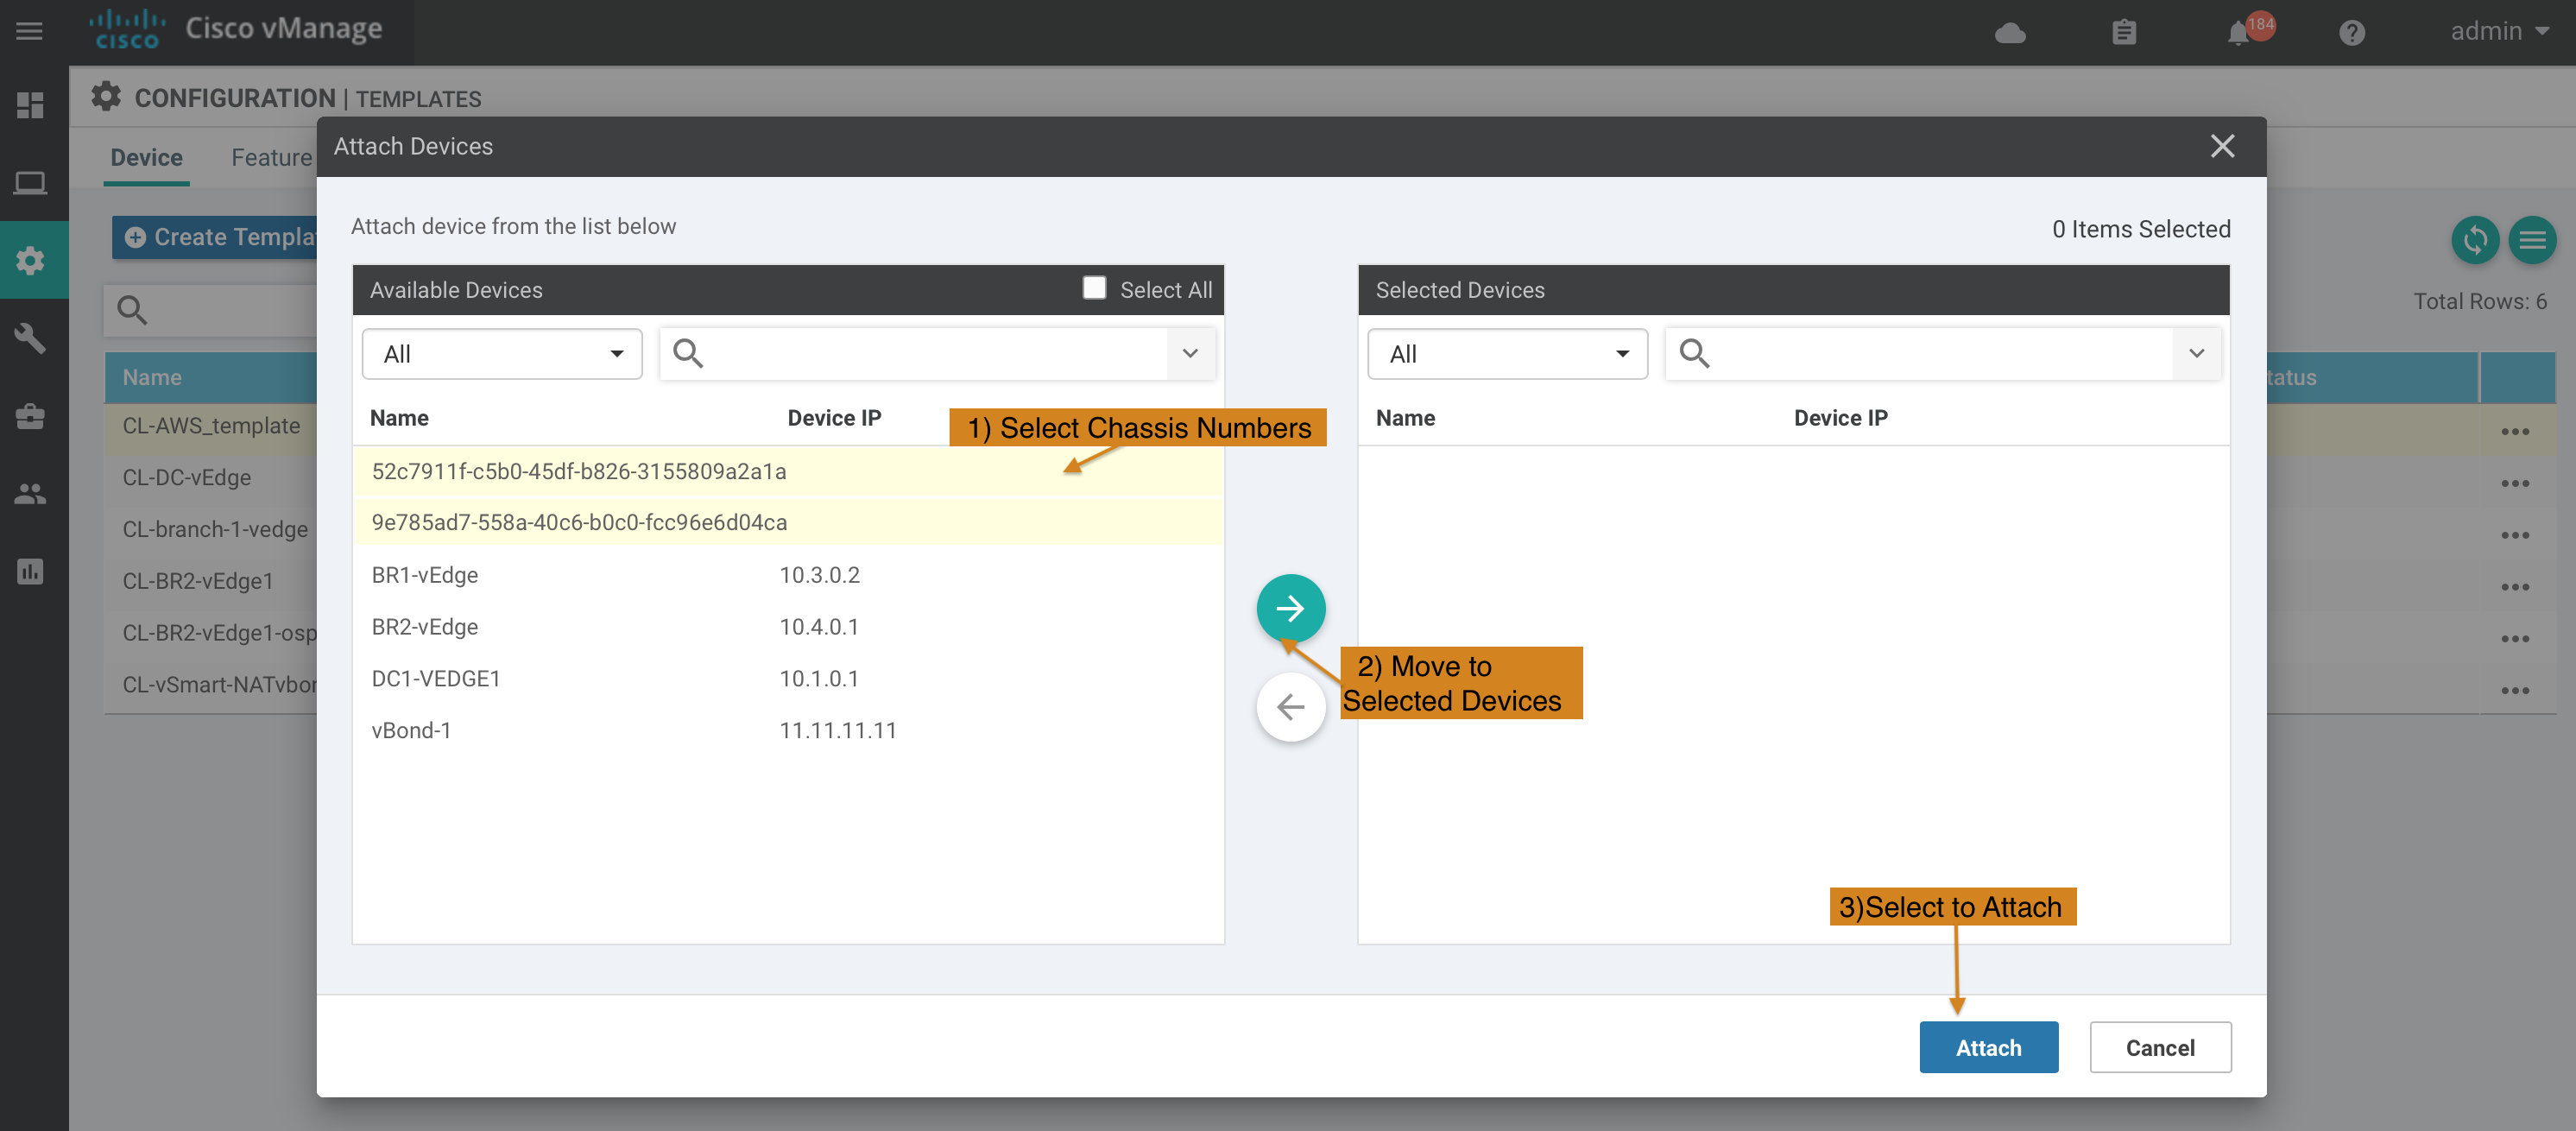 CISCO
Cisco vManage
184
admin
CONFIGURATION | TEMPLATES
Device
Feature
Create Templa
Total Rows: 6
Name
tatus
CL-AWS_template
CL-DC-vEdge
CL-branch-1-vedge
CL-BR2-vEdge1
CL-BR2-vEdge1-osp
CL-vSmart-NATvbon
Attach Devices
Attach device from the list below
0 Items Selected
Available Devices
Select All
All
Name
Device IP
52c7911f-c5b0-45df-b826-3155809a2a1a
9e785ad7-558a-40c6-b0c0-fcc96e6d04ca
BR1-vEdge 10.3.0.2
BR2-vEdge 10.4.0.1
DC1-VEDGE1 10.1.0.1
vBond-1 11.11.11.11
1) Select Chassis Numbers
2) Move to
Selected Devices
Selected Devices
All
Name
Device IP
3)Select to Attach
Attach
Cancel